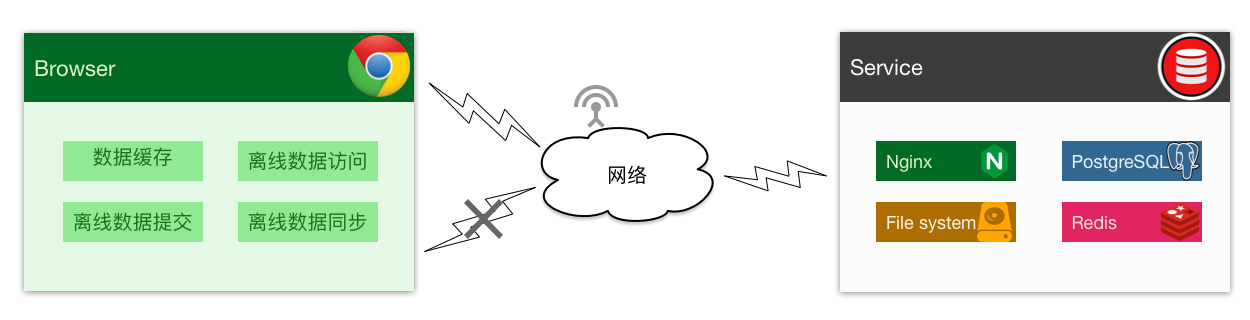 Browser
数据缓存
离线数据访问
离线数据提交
离线数据同步
网络
Service
Nginx
N
PostgreSQL
File system
Redis